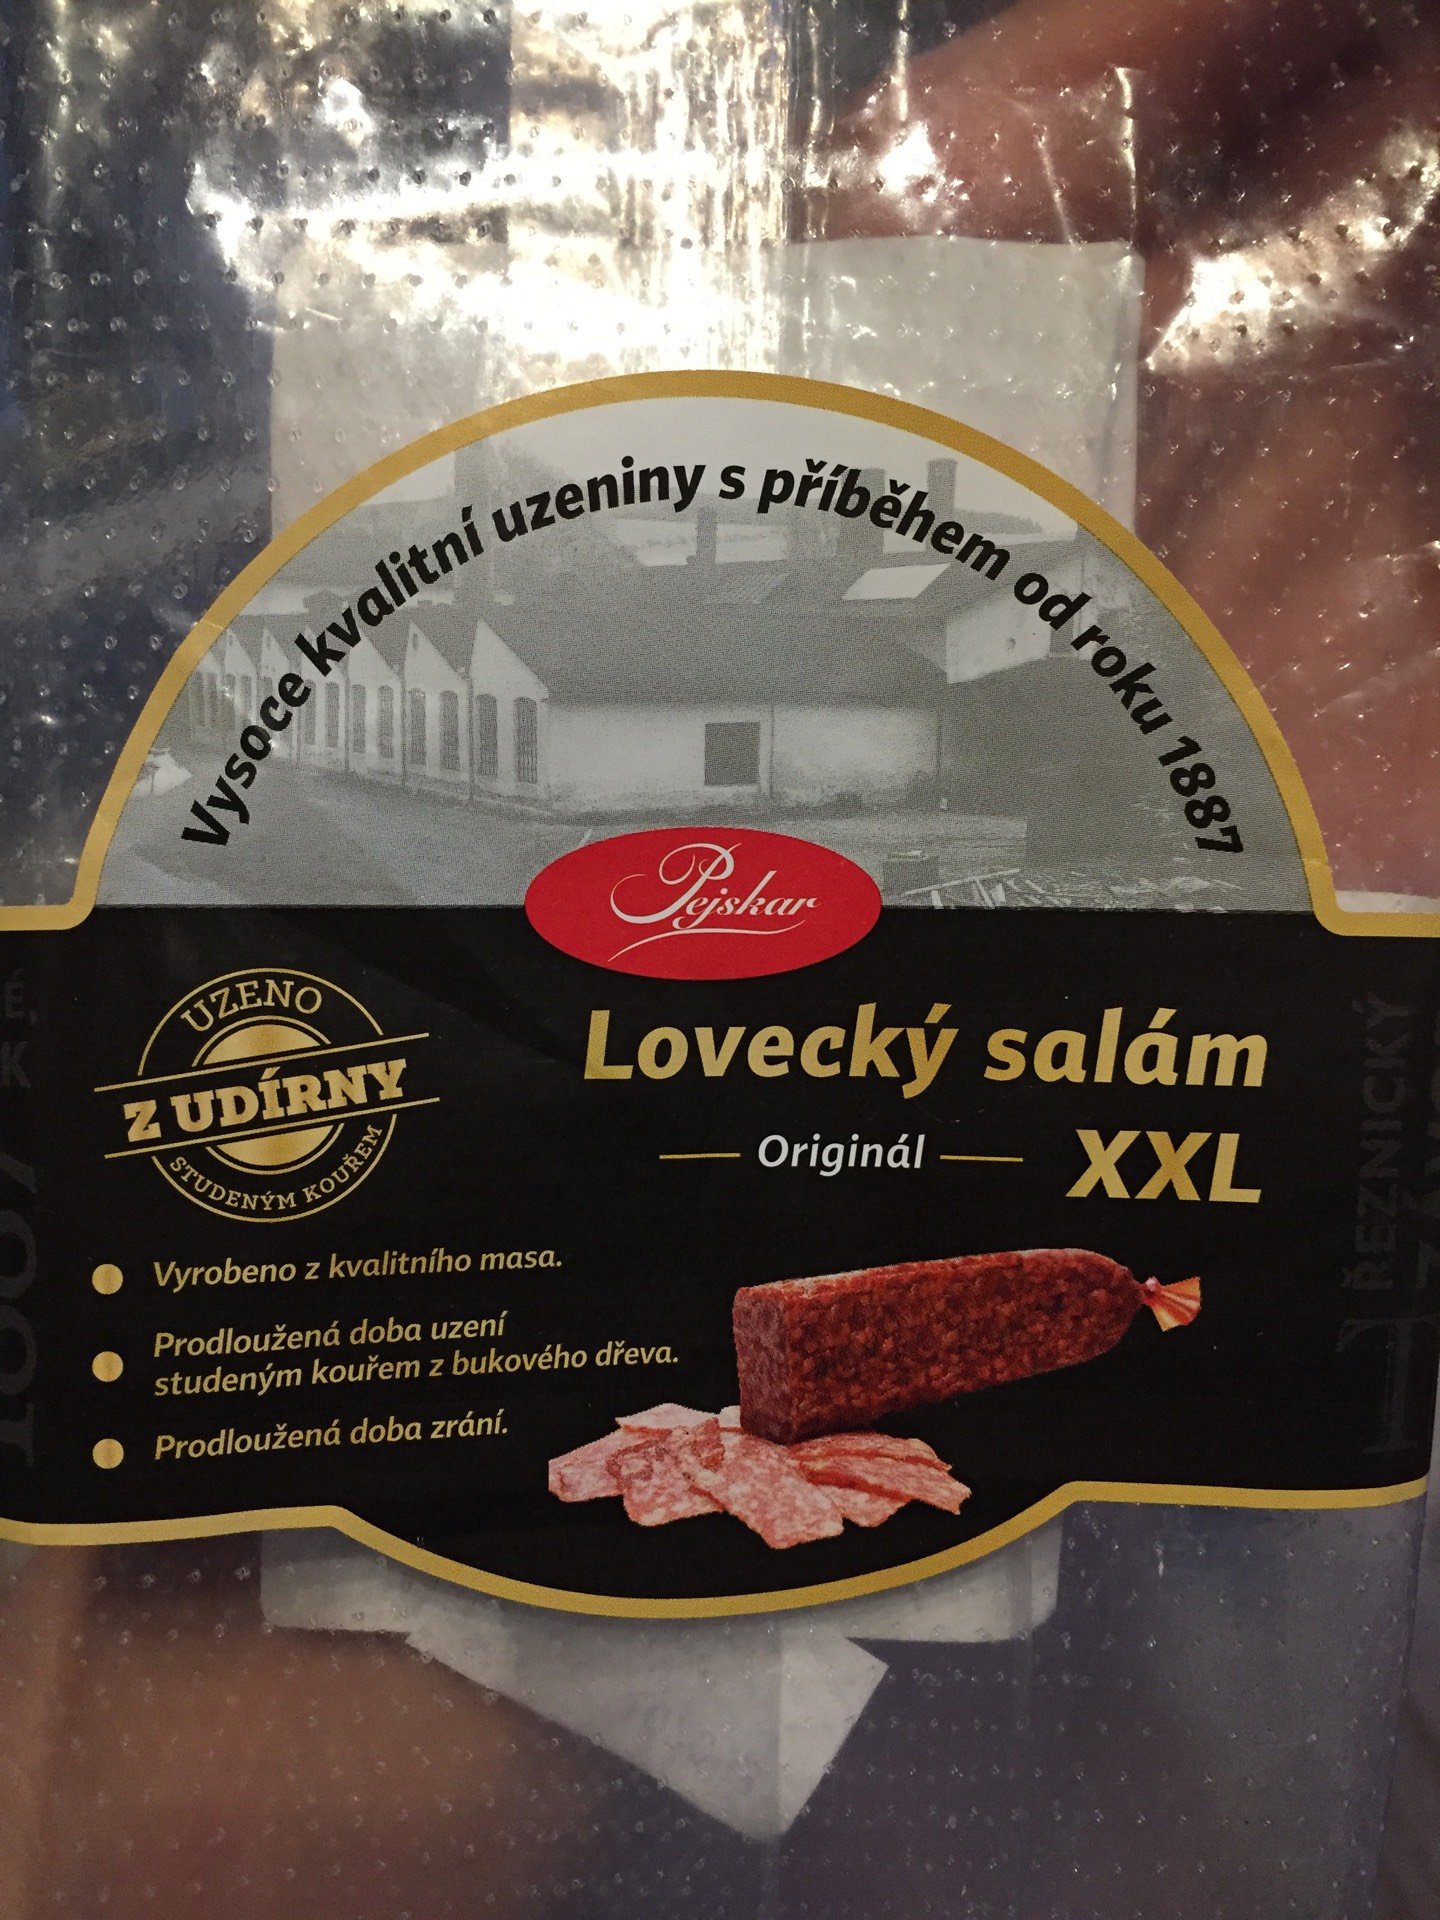 Vysoce kvalitní uzeniny s příběhem od roku 1887
Pejskar
UZENO
Z UDÍRNY
STUDENÝM KOUŘEM
Lovecký salám
Originál
XXL
Vyrobeno z kvalitního masa.
Prodloužená doba uzení
studeným kouřem z bukového dřeva.
Prodloužená doba zrání.
ŘEZNICKÝ